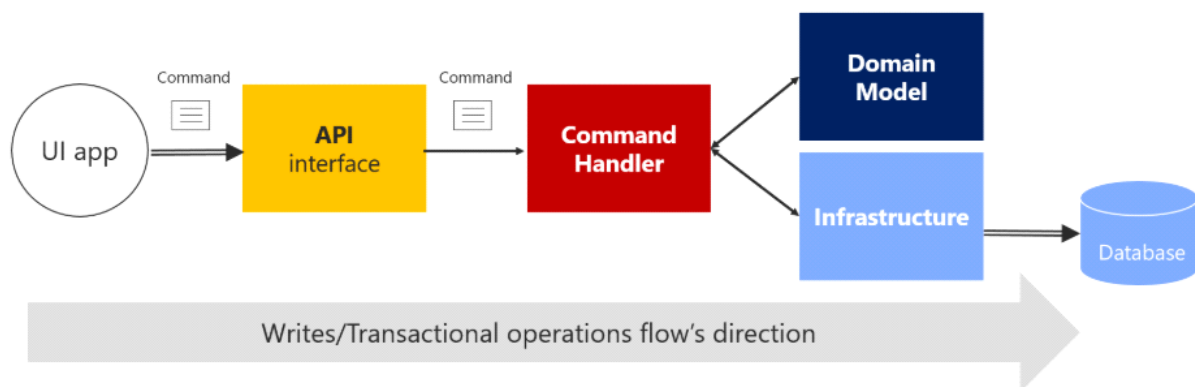 Command
Command
UI app
API
interface
Command
Handler
Domain
Model
Infrastructure
Database
Writes/Transactional operations flow's direction